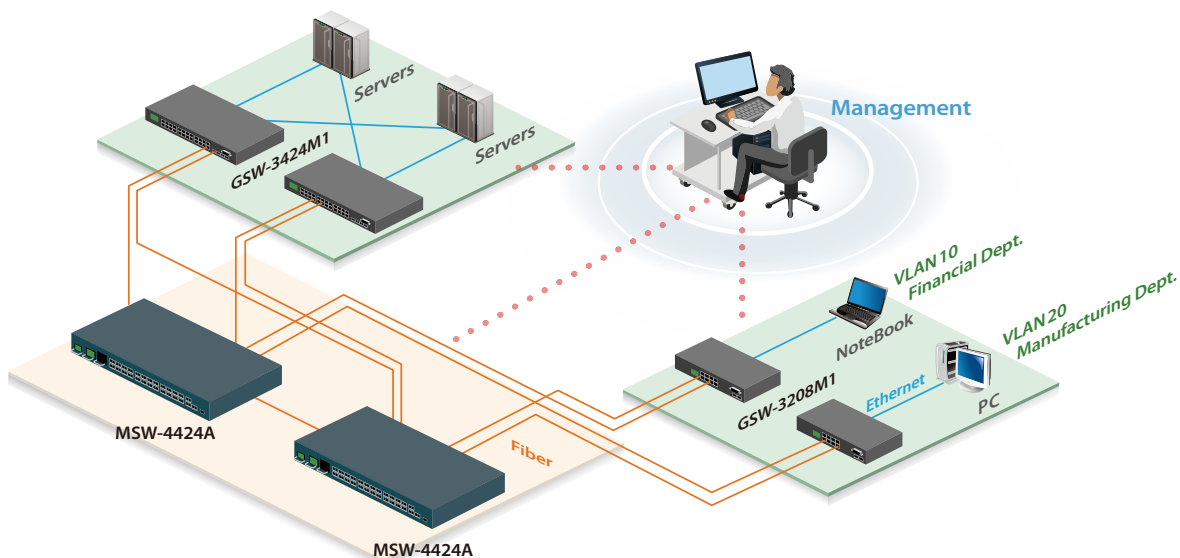 Servers
Servers
GSW-3424M1
Management
VLAN 10
Financial Dept.
VLAN 20
Manufacturing Dept.
NoteBook
GSW-3208M1
Ethernet
PC
MSW-4424A
Fiber
MSW-4424A